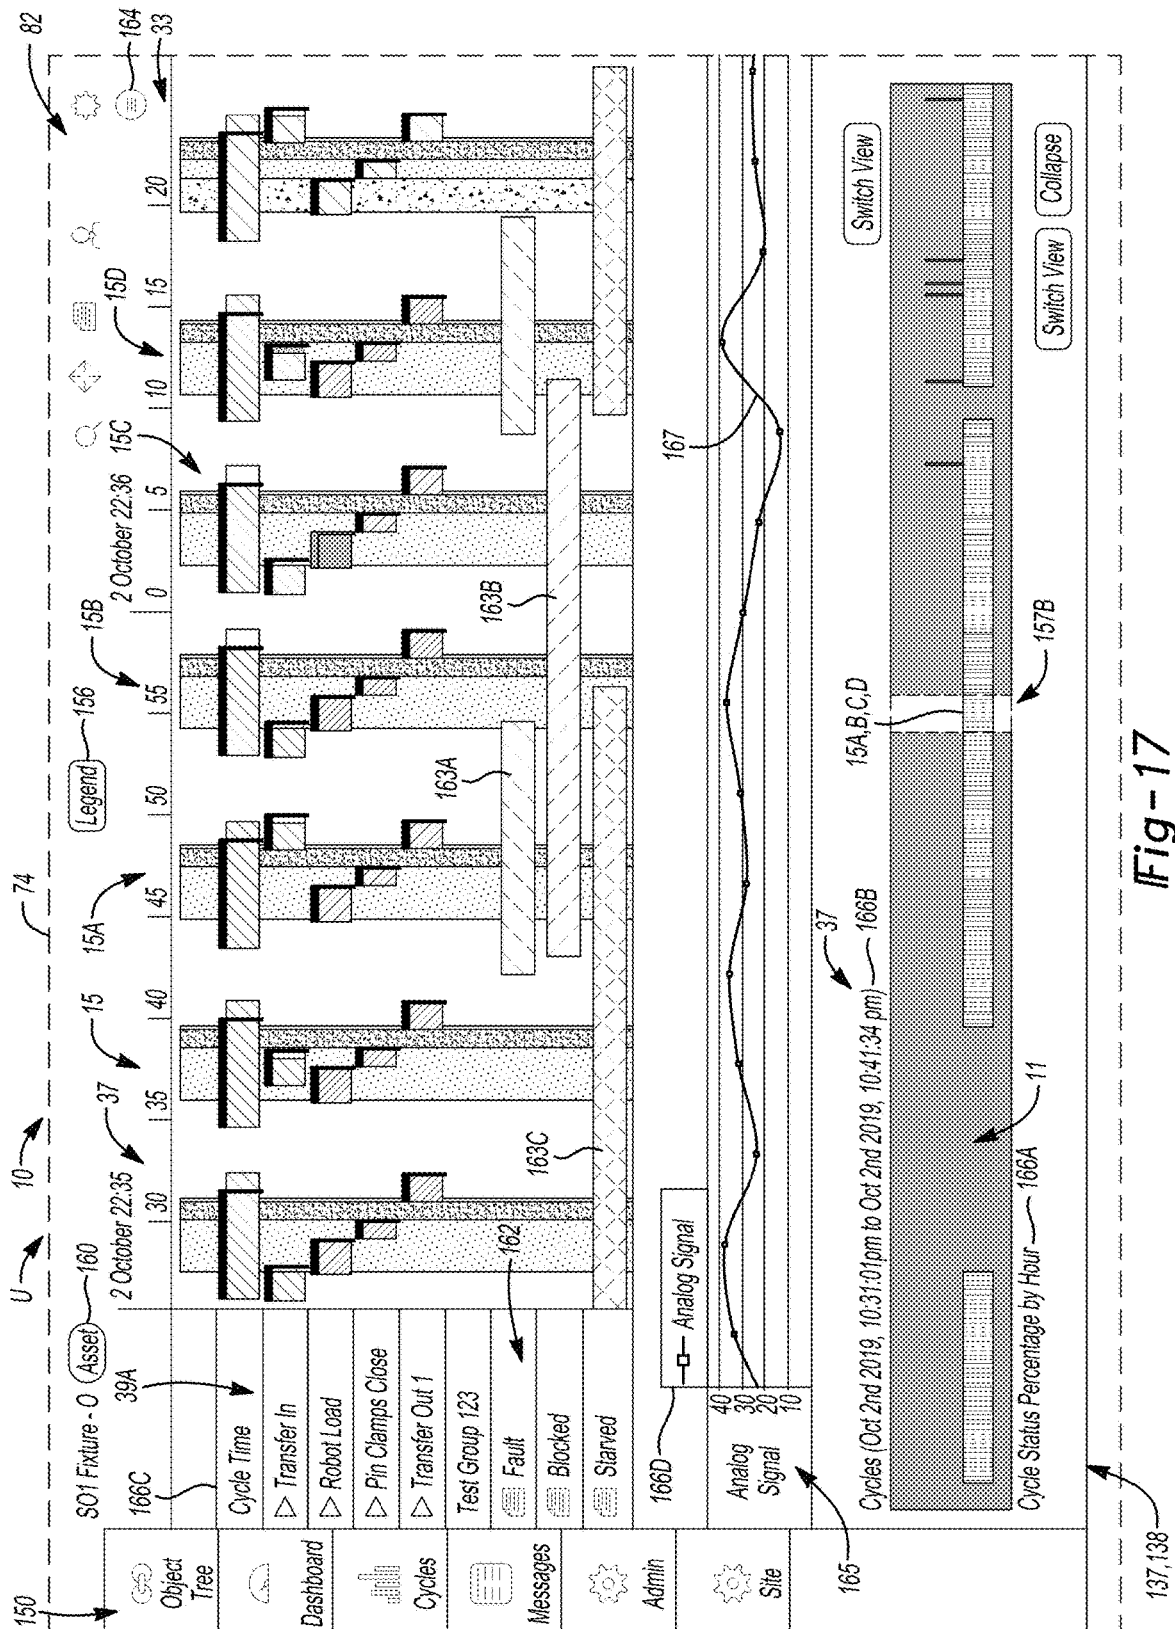 U
10
74
82
150
SO1 Fixture - O
Asset
160
Legend
156
164
166C
39A
2 October 22:35
37
15
15A
15B
2 October 22:36
15C
15D
33
30
35
40
45
50
55
0
5
10
15
20
Object
Tree
Dashboard
Cycles
Messages
Admin
Site
Cycle Time
▷ Transfer In
▷ Robot Load
▷ Pin Clamps Close
▷ Transfer Out 1
Test Group 123
Fault
Blocked
Starved
162
163C
163A
163B
166D
Analog Signal
Analog
Signal
40
30
20
10
167
165
Cycles (Oct 2nd 2019, 10:31:01pm to Oct 2nd 2019, 10:41:34 pm)
37
166B
15A,B,C,D
Switch View
11
Cycle Status Percentage by Hour
166A
157B
Switch View
Collapse
137,138
Fig-17